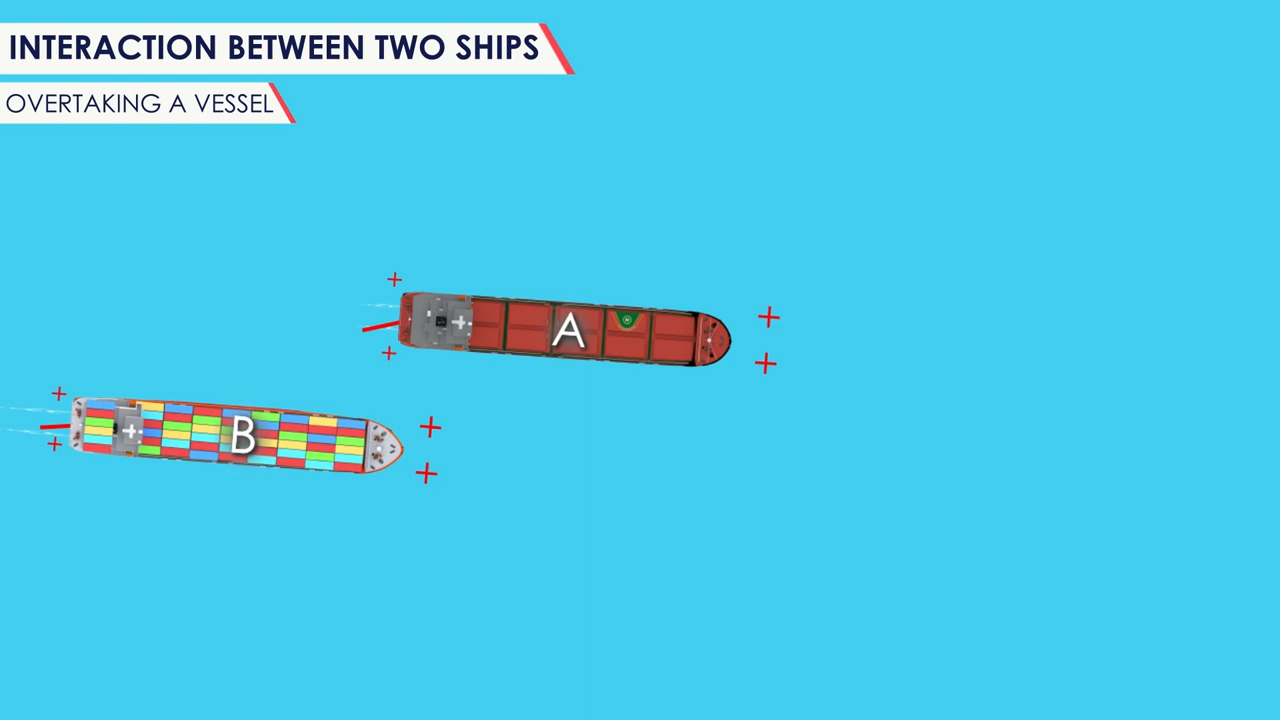 INTERACTION BETWEEN TWO SHIPS
OVERTAKING A VESSEL
A
B